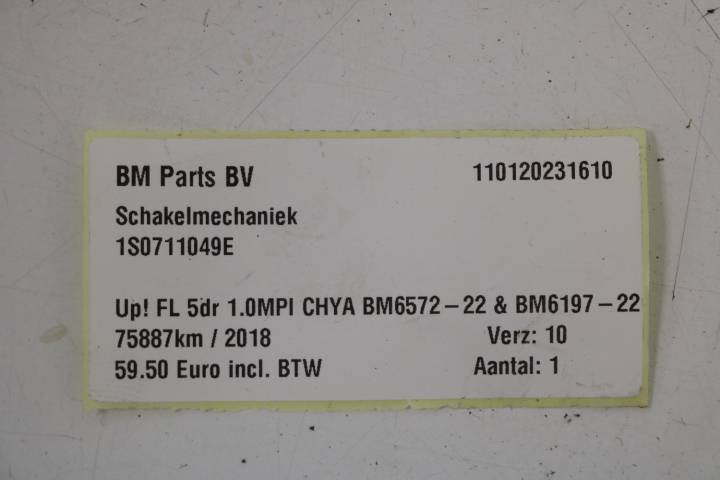 BM Parts BV 110120231610
Schakelmechaniek
1S0711049E
Up! FL 5dr 1.0MPI CHYA BM6572-22 & BM6197-22
75887km / 2018 Verz: 10
59.50 Euro incl. BTW Aantal: 1